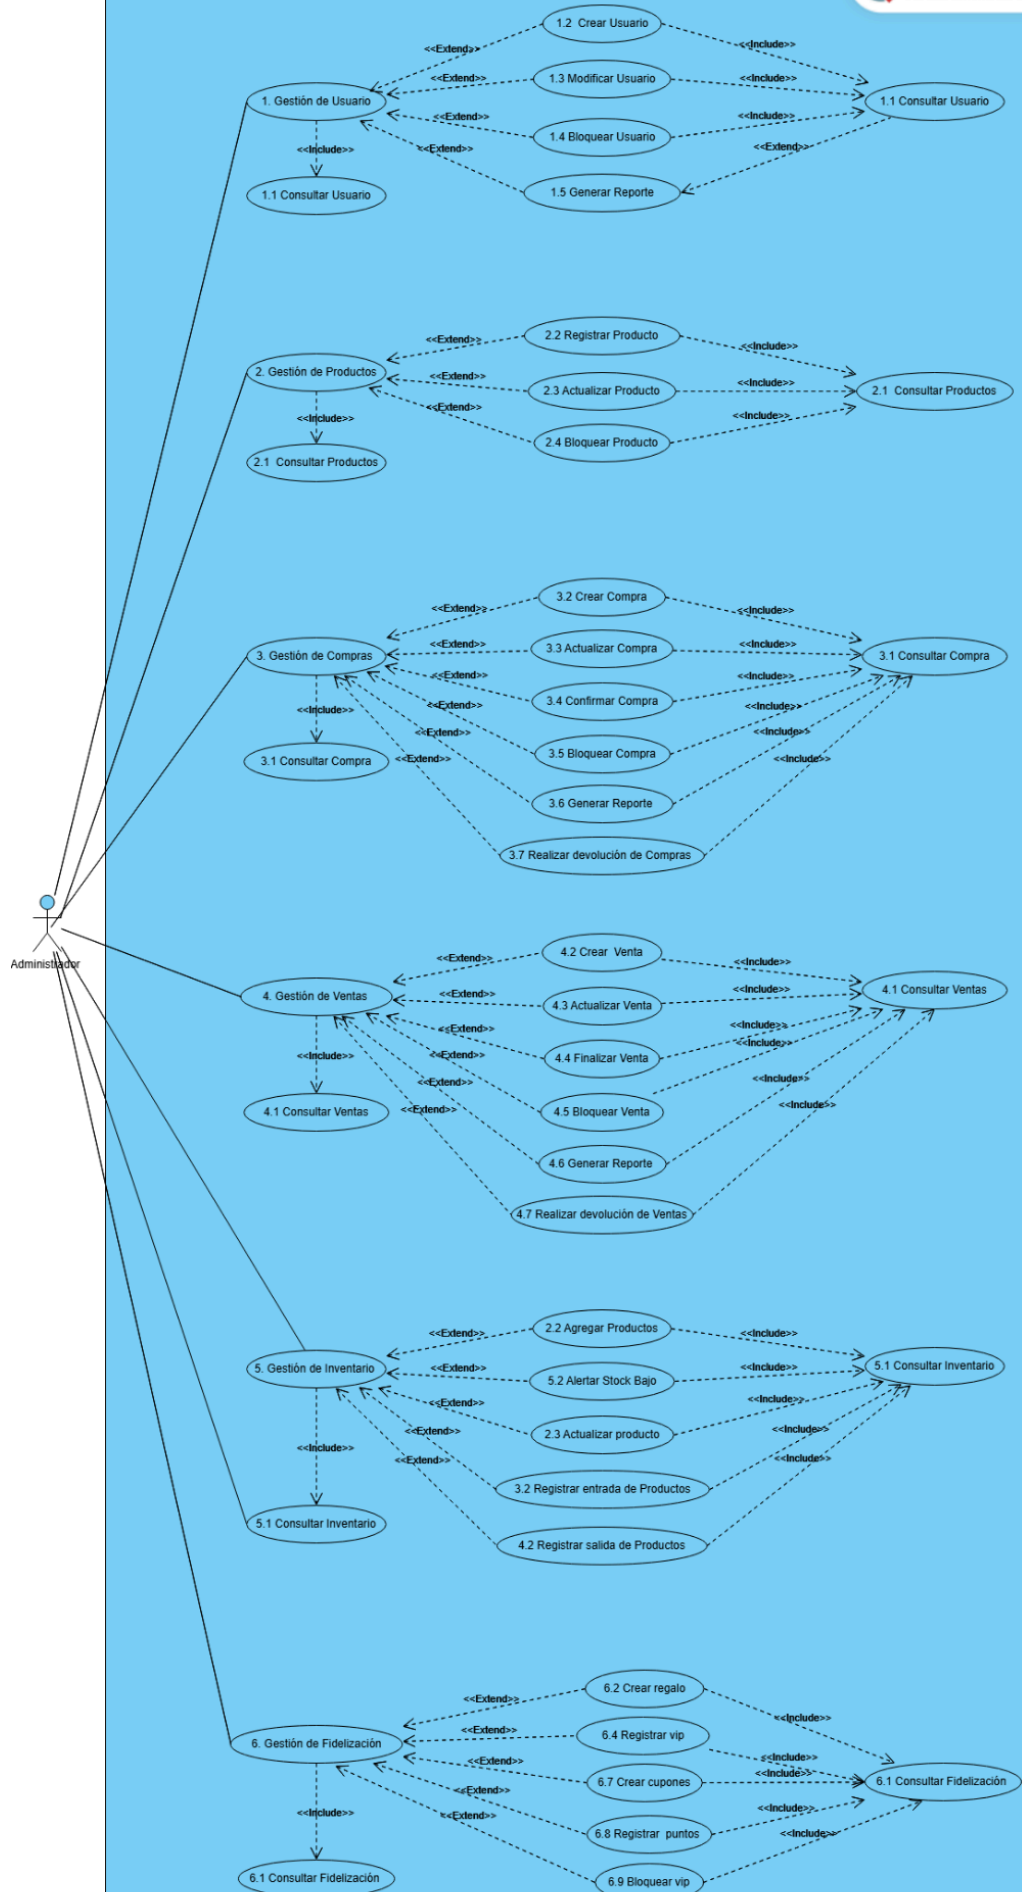 1.2 Crear Usuario
<<Extend>>
<<Include>>
1.3 Modificar Usuario
<<Extend>>
<<Include>>
1. Gestión de Usuario
1.1 Consultar Usuario
<<Extend>>
1.4 Bloquear Usuario
<<Include>>
<<Include>>
<<Extend>>
<<Extend>>
1.1 Consultar Usuario
1.5 Generar Reporte
2.2 Registrar Producto
<<Extend>>
<<Include>>
2. Gestión de Productos
<<Extend>>
2.3 Actualizar Producto
<<Include>>
2.1 Consultar Productos
<<Include>>
<<Extend>>
<<Include>>
2.4 Bloquear Producto
2.1 Consultar Productos
3.2 Crear Compra
<<Extend>>
<<Include>>
<<Extend>>
3.3 Actualizar Compra
<<Include>>
3. Gestión de Compras
3.1 Consultar Compra
<<Extend>>
3.4 Confirmar Compra
<<Include>>
<<Include>>
<<Extend>>
<<Include>>
<<Extend>>
<<Include>>
3.5 Bloquear Compra
3.1 Consultar Compra
<<Extend>>
<<Include>>
3.6 Generar Reporte
3.7 Realizar devolución de Compras
Administrador
4.2 Crear Venta
<<Extend>>
<<Include>>
4. Gestión de Ventas
<<Extend>>
4.3 Actualizar Venta
<<Include>>
4.1 Consultar Ventas
<<Extend>>
<<Include>>
<<Include>>
4.4 Finalizar Venta
<<Extend>>
<<Include>>
<<Extend>>
<<Include>>
4.1 Consultar Ventas
<<Extend>>
4.5 Bloquear Venta
<<Include>>
4.6 Generar Reporte
4.7 Realizar devolución de Ventas
2.2 Agregar Productos
<<Extend>>
<<Include>>
5. Gestión de Inventario
5.1 Consultar Inventario
<<Extend>>
5.2 Alertar Stock Bajo
<<Include>>
<<Extend>>
2.3 Actualizar producto
<<Include>>
<<Include>>
<<Extend>>
<<Include>>
<<Extend>>
<<Include>>
3.2 Registrar entrada de Productos
5.1 Consultar Inventario
4.2 Registrar salida de Productos
6.2 Crear regalo
<<Extend>>
<<Include>>
6. Gestión de Fidelización
<<Extend>>
6.4 Registrar vip
<<Include>>
<<Extend>>
6.7 Crear cupones
<<Include>>
6.1 Consultar Fidelización
<<Include>>
<<Extend>>
<<Include>>
<<Extend>>
6.8 Registrar puntos
<<Include>>
6.1 Consultar Fidelización
6.9 Bloquear vip